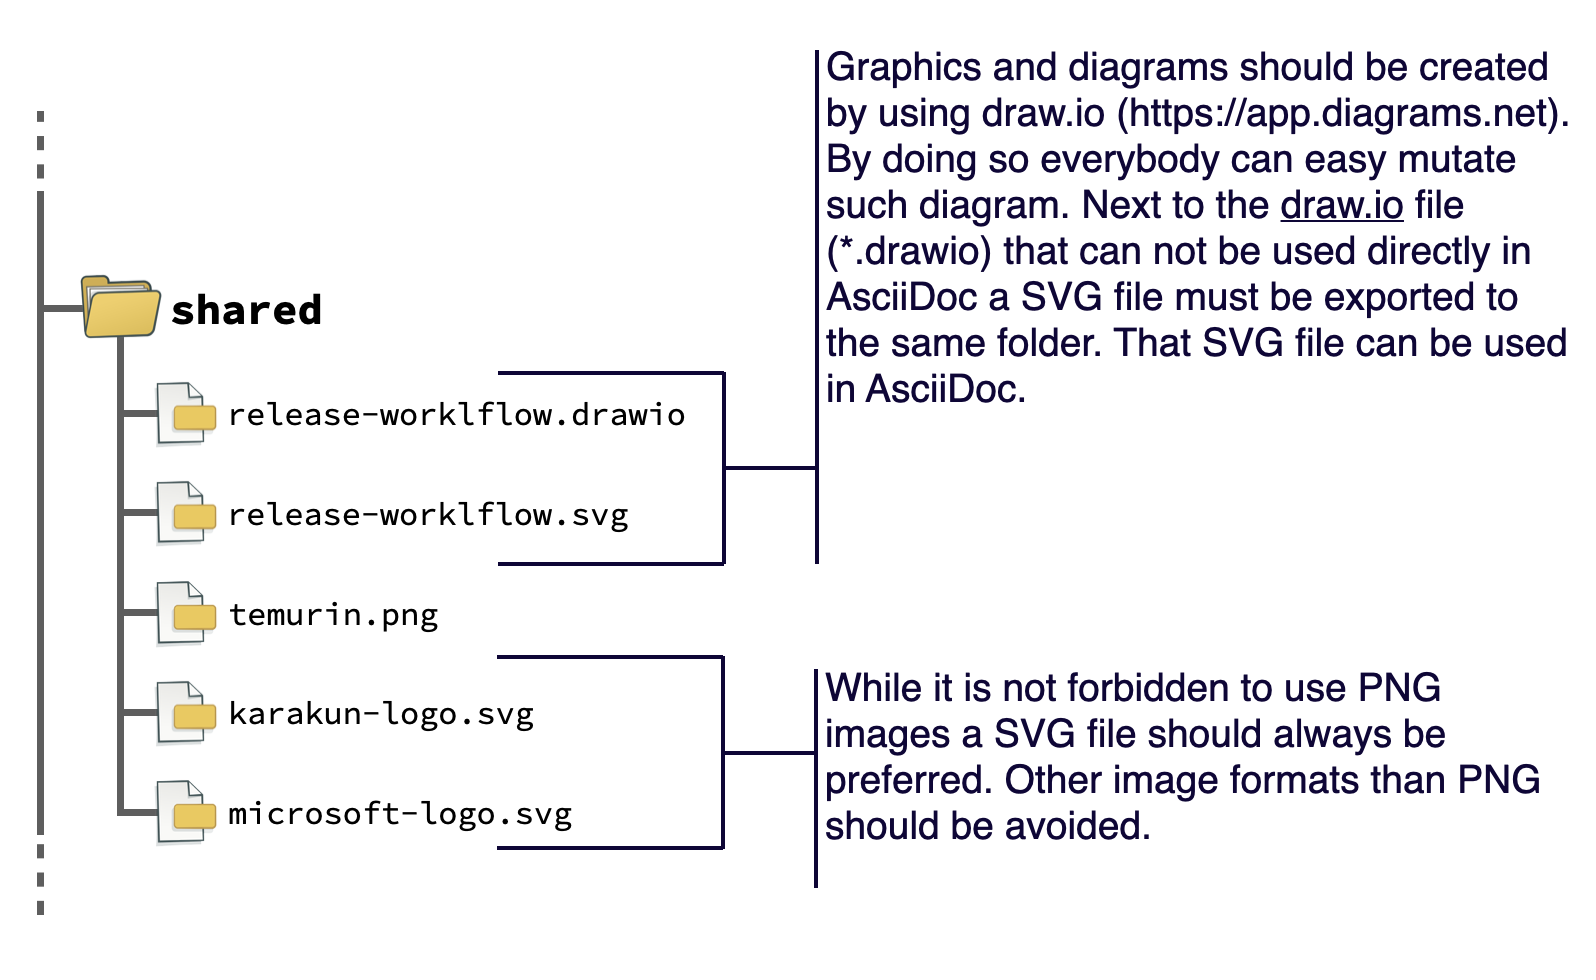 Graphics and diagrams should be created
by using draw.io (https://app.diagrams.net).
By doing so everybody can easy mutate
such diagram. Next to the draw.io file
(*.drawio) that can not be used directly in
AsciiDoc a SVG file must be exported to
the same folder. That SVG file can be used
in AsciiDoc.
shared
release-worklflow.drawio
release-worklflow.svg
temurin.png
karakun-logo.svg
microsoft-logo.svg
While it is not forbidden to use PNG
images a SVG file should always be
preferred. Other image formats than PNG
should be avoided.